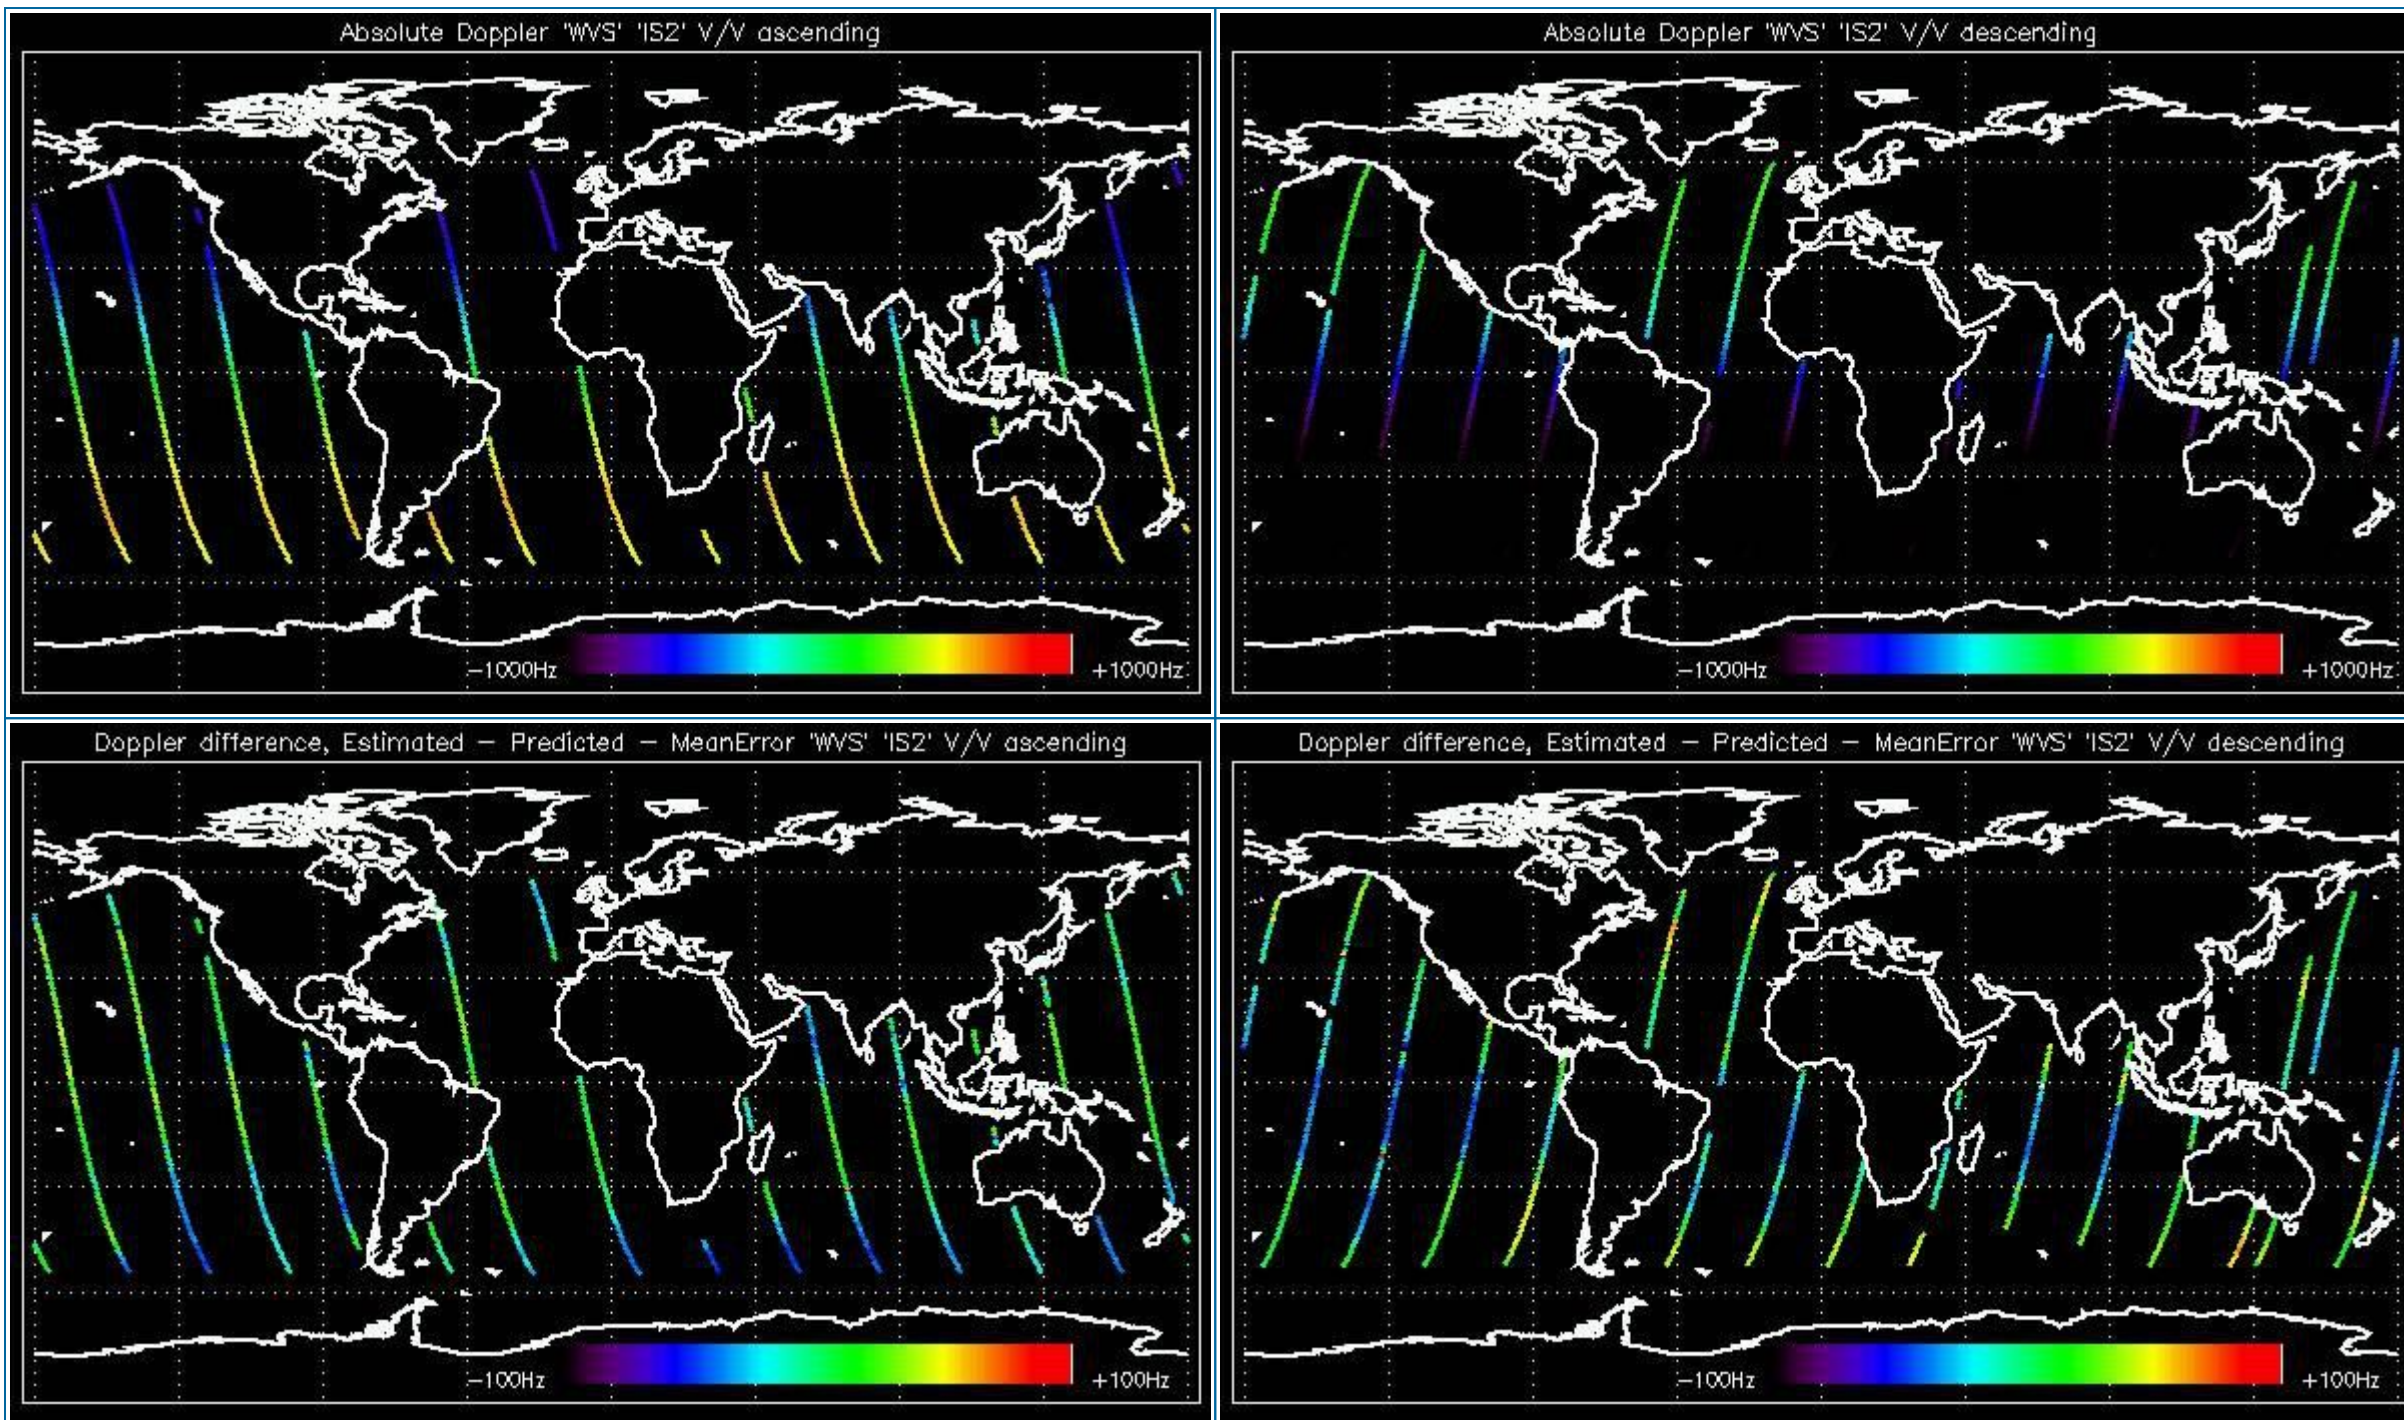 Absolute Doppler 'WVS' 'IS2' V/V ascending
-1000Hz
+1000Hz
Absolute Doppler 'WVS' 'IS2' V/V descending
-1000Hz
+1000Hz
Doppler difference, Estimated - Predicted - MeanError 'WVS' 'IS2' V/V ascending
-100Hz
+100Hz
Doppler difference, Estimated - Predicted - MeanError 'WVS' 'IS2' V/V descending
-100Hz
+100Hz